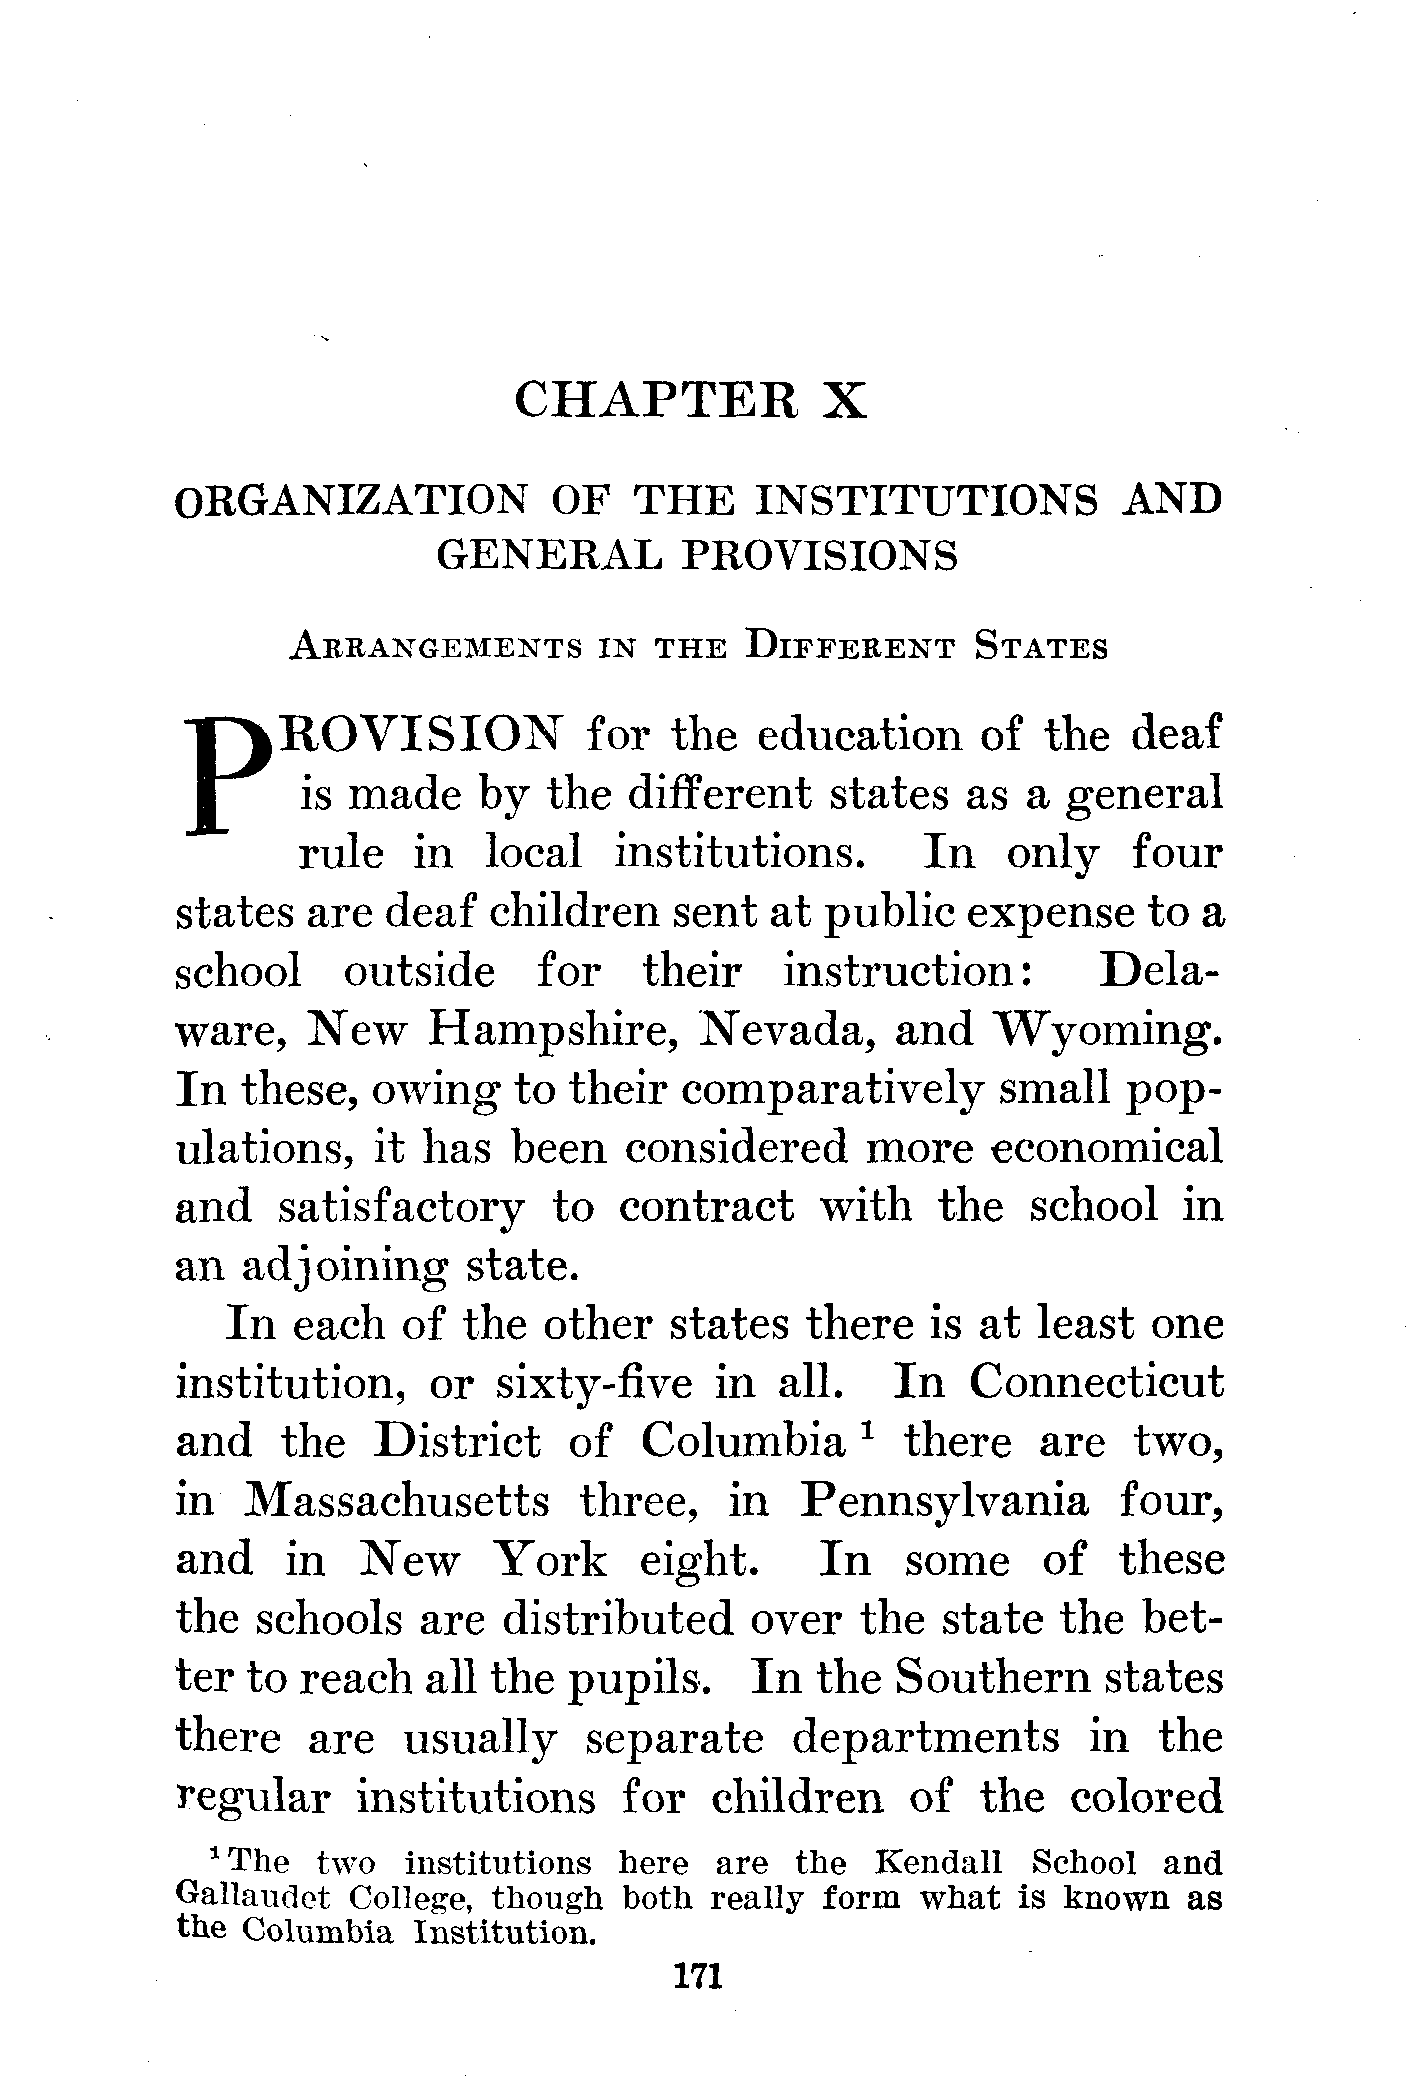 CHAPTER X
ORGANIZATION OF THE INSTITUTIONS AND
GENERAL PROVISIONS
ARRANGEMENTS IN THE DIFFERENT STATES
PROVISION for the education of the deaf
is made by the different states as a general
rule in local institutions. In only four
states are deaf children sent at public expense to a
school outside for their instruction: Dela-
ware, New Hampshire, Nevada, and Wyoming.
In these, owing to their comparatively small pop-
ulations, it has been considered more economical
and satisfactory to contract with the school in
an adjoining state.
In each of the other states there is at least one
institution, or sixty-five in all. In Connecticut
and the District of Columbia ¹ there are two,
in Massachusetts three, in Pennsylvania four,
and in New York eight. In some of these
the schools are distributed over the state the bet-
ter to reach all the pupils. In the Southern states
there are usually separate departments in the
regular institutions for children of the colored
¹ The two institutions here are the Kendall School and
Gallaudet College, though both really form what is known as
the Columbia Institution.
171